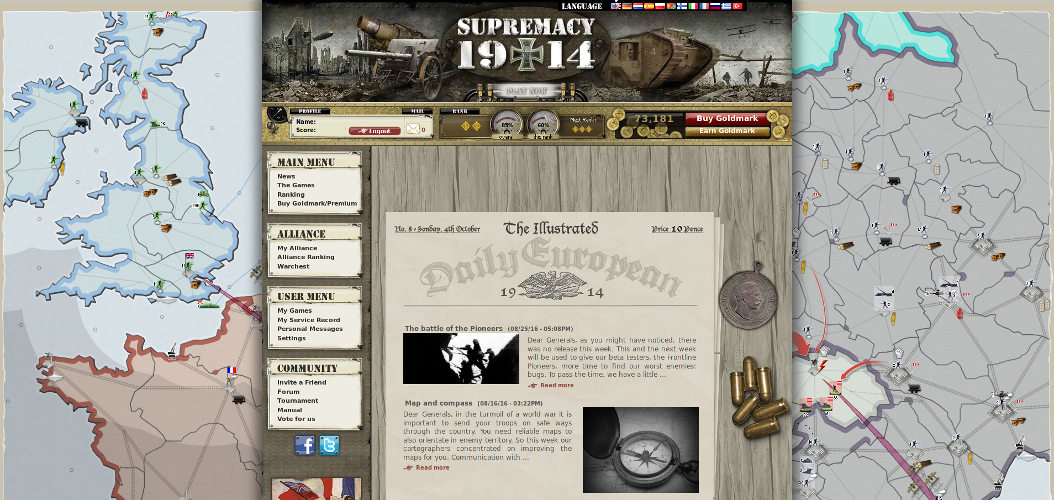 LANGUAGE
SUPREMACY
1914
PLAY NOW
PROFILE
MAIL
RANK
Name:
Score:
Logout
0
85%
60%
Next Rank:
73,181
Buy Goldmark
Earn Goldmark
MAIN MENU
News
The Games
Ranking
Buy Goldmark/Premium
ALLIANCE
My Alliance
Alliance Ranking
Warchest
USER MENU
My Games
My Service Record
Personal Messages
Settings
COMMUNITY
Invite a Friend
Forum
Tournament
Manual
Vote for us
No. 8 - Sonday, 4th October
The Illustrated
Price 10 Pence
Daily European
19 14
The battle of the Pioneers (08/25/16 - 05:08PM)
Dear Generals, as you might have noticed, there
was no release this week. This and the next week
will be used to give our beta testers, the Frontline
Pioneers, more time to find our worst enemies:
bugs. To pass the time, we have a little ...
Read more
Map and compass (08/16/16 - 03:22PM)
Dear Generals, in the turmoil of a world war it is
important to send your troops on safe ways
through the country. You need reliable maps to
also orientate in enemy territory. So this week our
cartographers concentrated on improving the
maps for you. Communication with ...
Read more